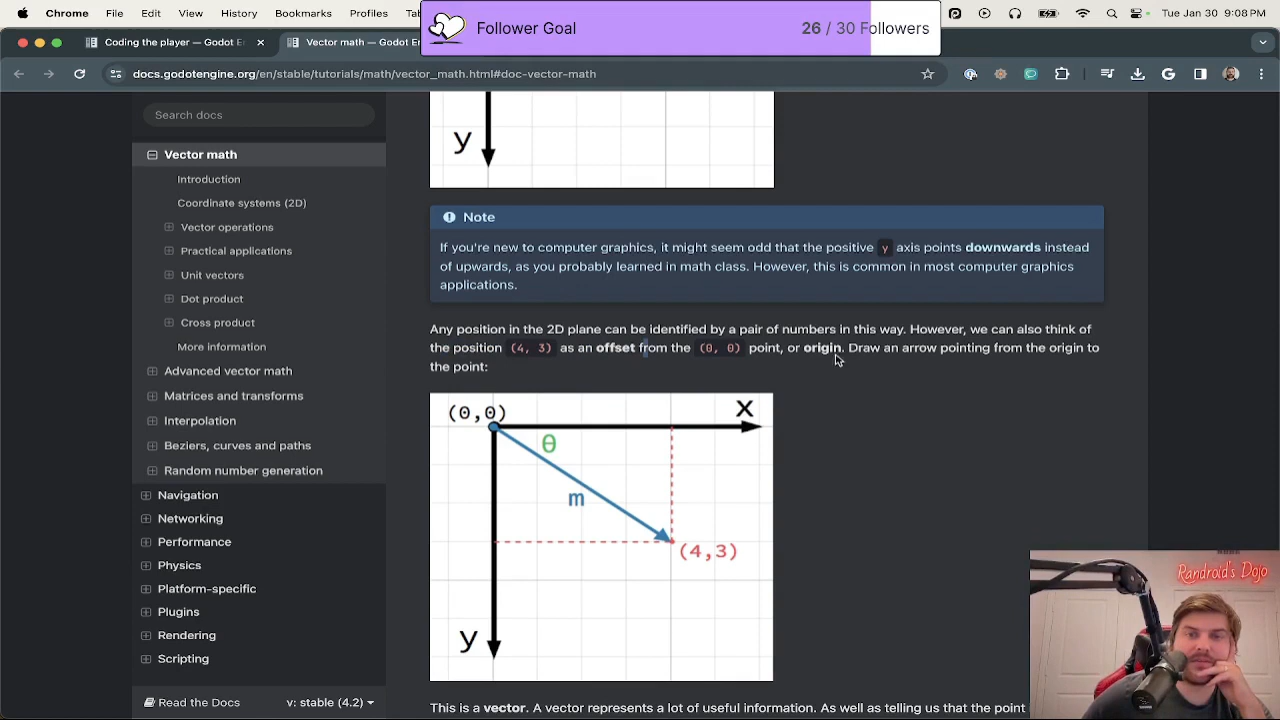 Chrome File Edit View History Bookmarks Profiles
Follower Goal
26 / 30 Followers
Tue Jan 30 9:08 PM
Coding the player — Godot E
Vector math — Godot En
docs.godotengine.org/en/stable/tutorials/math/vector_math.html#doc-vector-math
Search docs
Vector math
Introduction
Coordinate systems (2D)
Vector operations
Practical applications
Unit vectors
Dot product
Cross product
More information
Advanced vector math
Matrices and transforms
Interpolation
Beziers, curves and paths
Random number generation
Navigation
Networking
Performance
Physics
Platform-specific
Plugins
Rendering
Scripting
Read the Docs
v: stable (4.2)
y
Note
If you're new to computer graphics, it might seem odd that the positive y axis points downwards instead
of upwards, as you probably learned in math class. However, this is common in most computer graphics
applications.
Any position in the 2D plane can be identified by a pair of numbers in this way. However, we can also think of
the position (4, 3) as an offset from the (0, 0) point, or origin. Draw an arrow pointing from the origin to
the point:
(0,0)
x
θ
m
(4,3)
y
This is a vector. A vector represents a lot of useful information. As well as telling us that the point
Randroid's Dojo